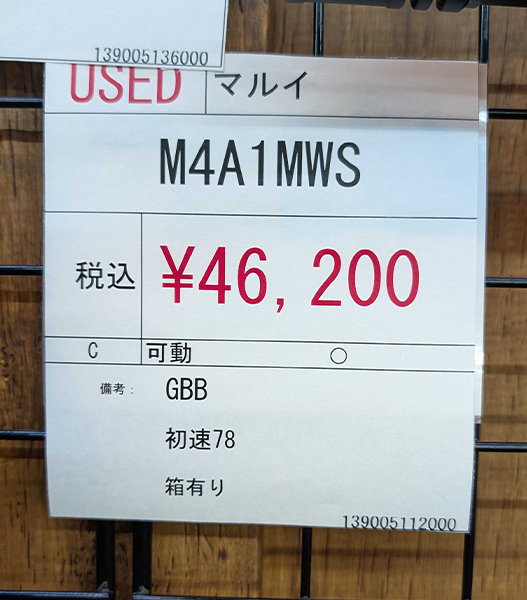 139005136000
USED マルイ
M4A1MWS
税込 ¥46,200
C 可動 ○
備考： GBB
初速78
箱有り
139005112000